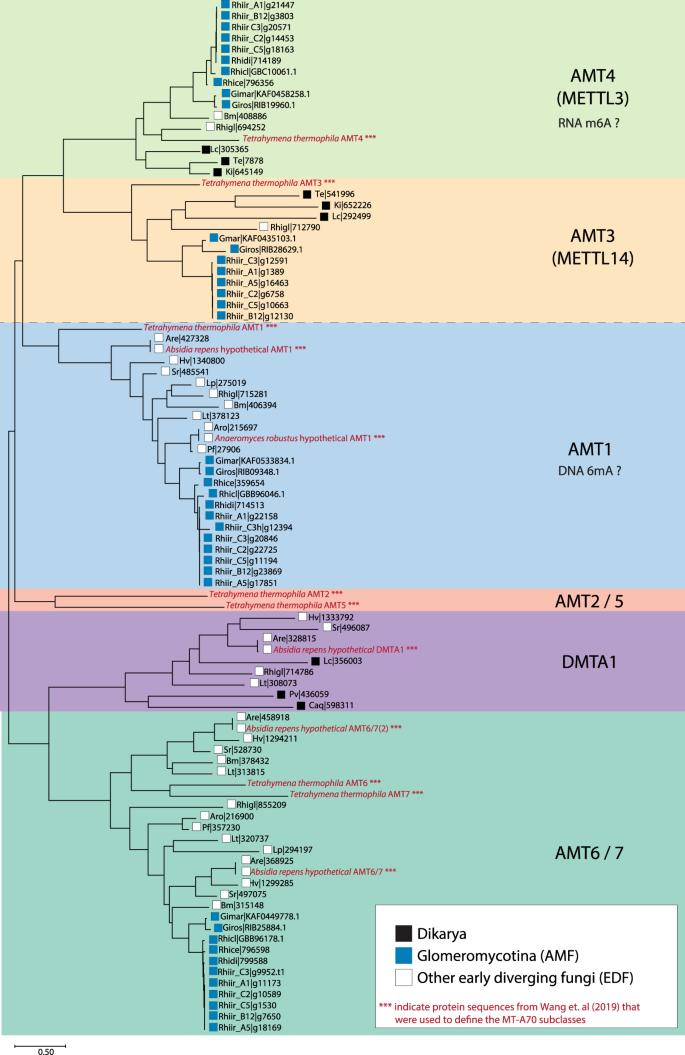 Rhiir_A1|g21447
Rhiir_B12|g3803
Rhiir C3|g20571
Rhiir_C2|g14453
Rhiir_C5|g18163
Rhidi|714189
Rhicl|GBC10061.1
Rhice|796356
Gimar|KAF0458258.1
Giros|RIB19960.1
Bm|408886
Rhigl|694252
Tetrahymena thermophila AMT4 ***
Lc|305365
Te|7878
Ki|645149
AMT4
(METTL3)
RNA m6A ?
Tetrahymena thermophila AMT3 ***
Te|541996
Ki|652226
Lc|292499
Rhigl|712790
Gmar|KAF0435103.1
Giros|RIB28629.1
Rhiir_C3|g12591
Rhiir_A1|g1389
Rhiir_A5|g16463
Rhiir_C2|g6758
Rhiir_C5|g10663
Rhiir_B12|g12130
AMT3
(METTL14)
Tetrahymena thermophila AMT1 ***
Are|427328
Absidia repens hypothetical AMT1 ***
Hv|1340800
Sr|485541
Lp|275019
Rhigl|715281
Bm|406394
Lt|378123
Aro|215697
Anaeromyces robustus hypothetical AMT1 ***
Pf|27906
Gimar|KAF0533834.1
Giros|RIB09348.1
Rhice|359654
Rhicl|GBB96046.1
Rhidi|714513
Rhiir_A1|g22158
Rhiir_C3h|g12394
Rhiir_C3|g20846
Rhiir_C2|g22725
Rhiir_C5|g11194
Rhiir_B12|g23869
Rhiir_A5|g17851
AMT1
DNA 6mA ?
Tetrahymena thermophila AMT2 ***
Tetrahymena thermophila AMT5 ***
AMT2 / 5
Hv|1333792
Sr|496087
Are|328815
Absidia repens hypothetical DMTA1 ***
Lc|356003
Rhigl|714786
Lt|308073
Pv|436059
Caq|598311
DMTA1
Are|458918
Absidia repens hypothetical AMT6/7(2) ***
Hv|1294211
Sr|528730
Bm|378432
Lt|313815
Tetrahymena thermophila AMT6 ***
Tetrahymena thermophila AMT7 ***
Rhigl|855209
Aro|216900
Pf|357230
Lt|320737
Lp|294197
Are|368925
Absidia repens hypothetical AMT6/7 ***
Hv|1299285
Sr|497075
Bm|315148
Gimar|KAF0449778.1
Giros|RIB25884.1
Rhicl|GBB96178.1
Rhice|796598
Rhidi|799588
Rhiir_C3|g9952.t1
Rhiir_A1|g11173
Rhiir_C2|g10589
Rhiir_C5|g1530
Rhiir_B12|g7650
Rhiir_A5|g18169
AMT6 / 7
Dikarya
Glomeromycotina (AMF)
Other early diverging fungi (EDF)
*** indicate protein sequences from Wang et. al (2019) that
were used to define the MT-A70 subclasses
0.50